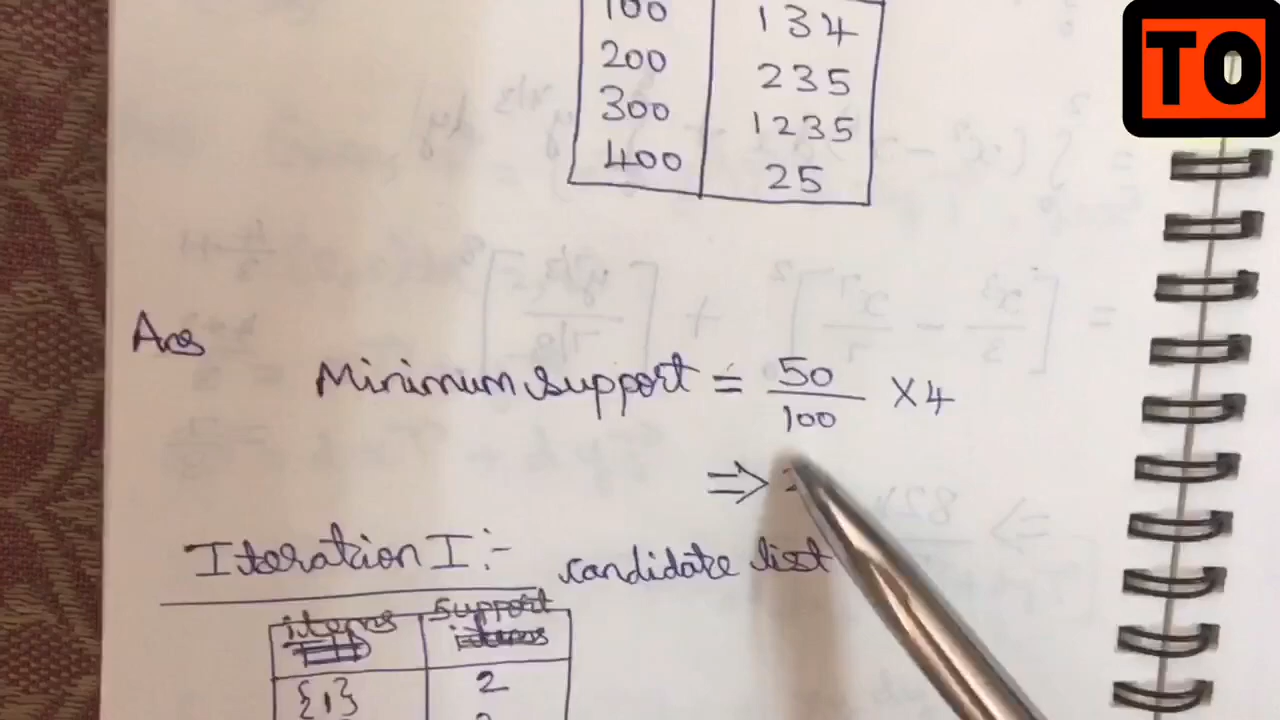 TO
100 134
200 235
300 1235
400 25
Ans
Minimum support = 50/100 × 4
⇒
Iteration I :- candidate list
items support
items
{1} 2